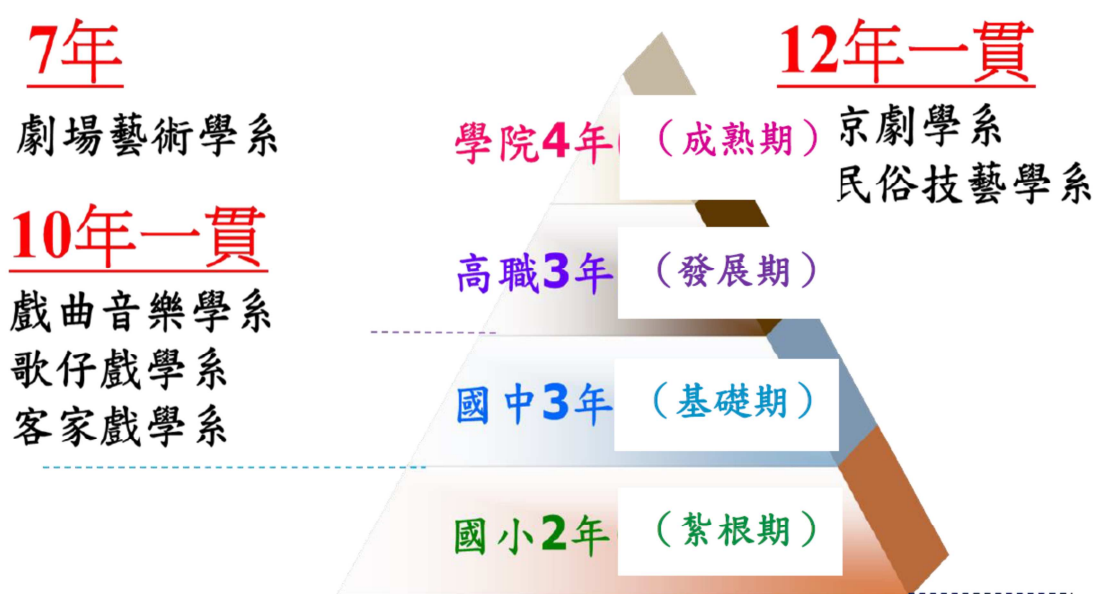 7年
劇場藝術學系
10年一貫
戲曲音樂學系
歌仔戲學系
客家戲學系
學院4年
（成熟期）
高職3年
（發展期）
國中3年
（基礎期）
國小2年
（紮根期）
12年一貫
京劇學系
民俗技藝學系